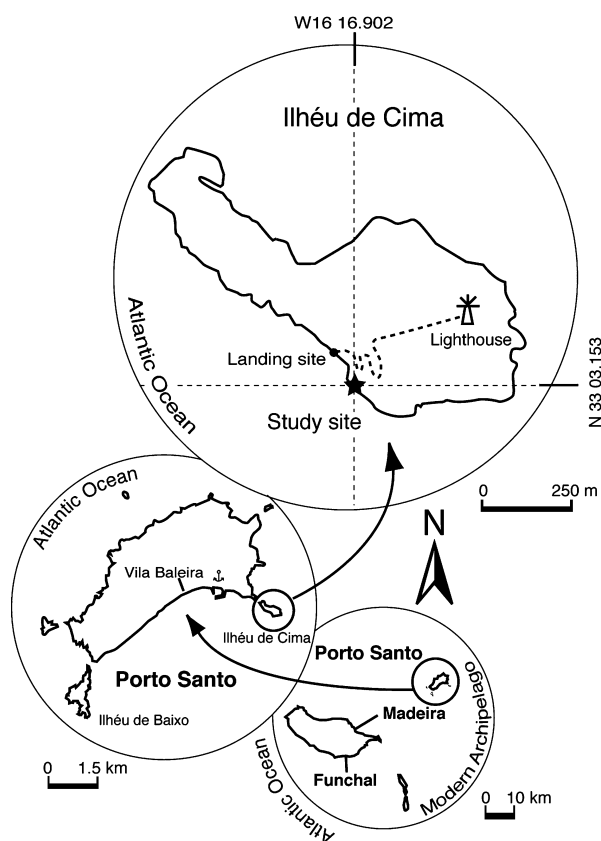 W16 16.902
Ilhéu de Cima
Atlantic Ocean
Landing site
Lighthouse
N 33 03.153
Study site
0 250 m
Atlantic Ocean
N
Vila Baleira
Ilhéu de Cima
Porto Santo
Porto Santo
Ilhéu de Baixo
Madeira
Funchal
Modern Archipelago
Atlantic Ocean
0 1.5 km
0 10 km